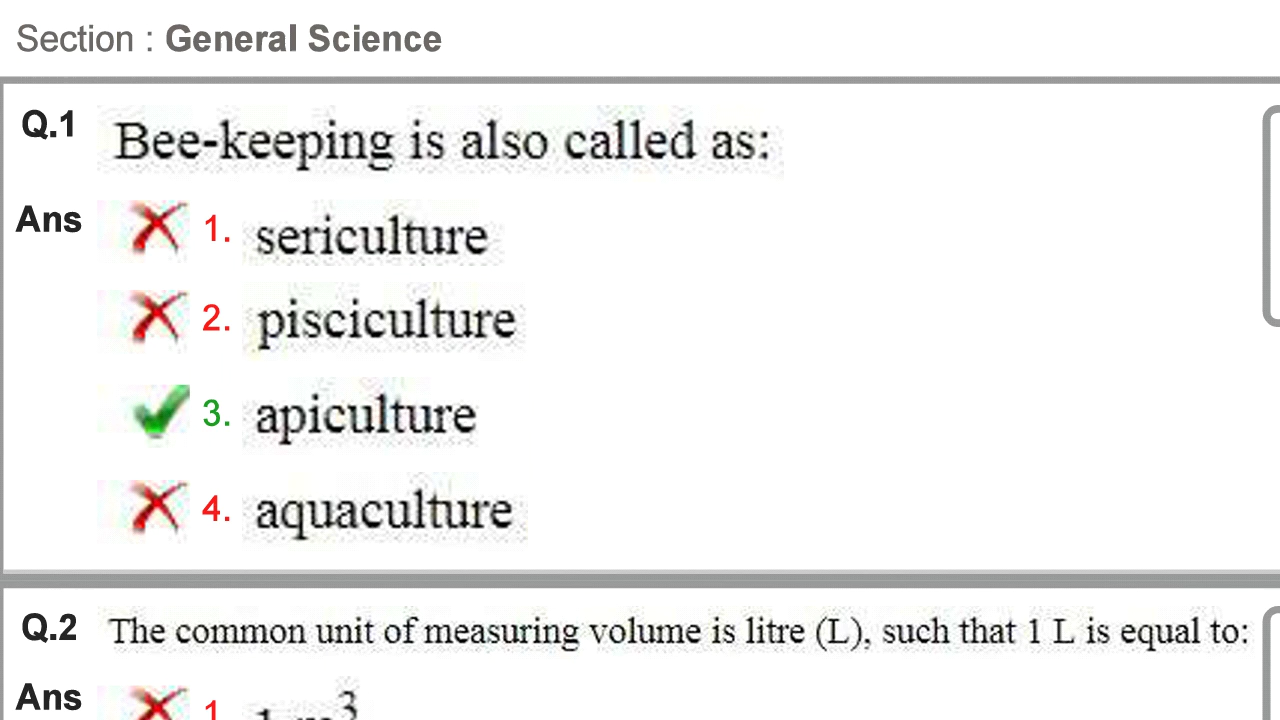 Section : General Science
Q.1 Bee-keeping is also called as:
Ans 1. sericulture
2. pisciculture
3. apiculture
4. aquaculture
Q.2 The common unit of measuring volume is litre (L), such that 1 L is equal to:
Ans 1.